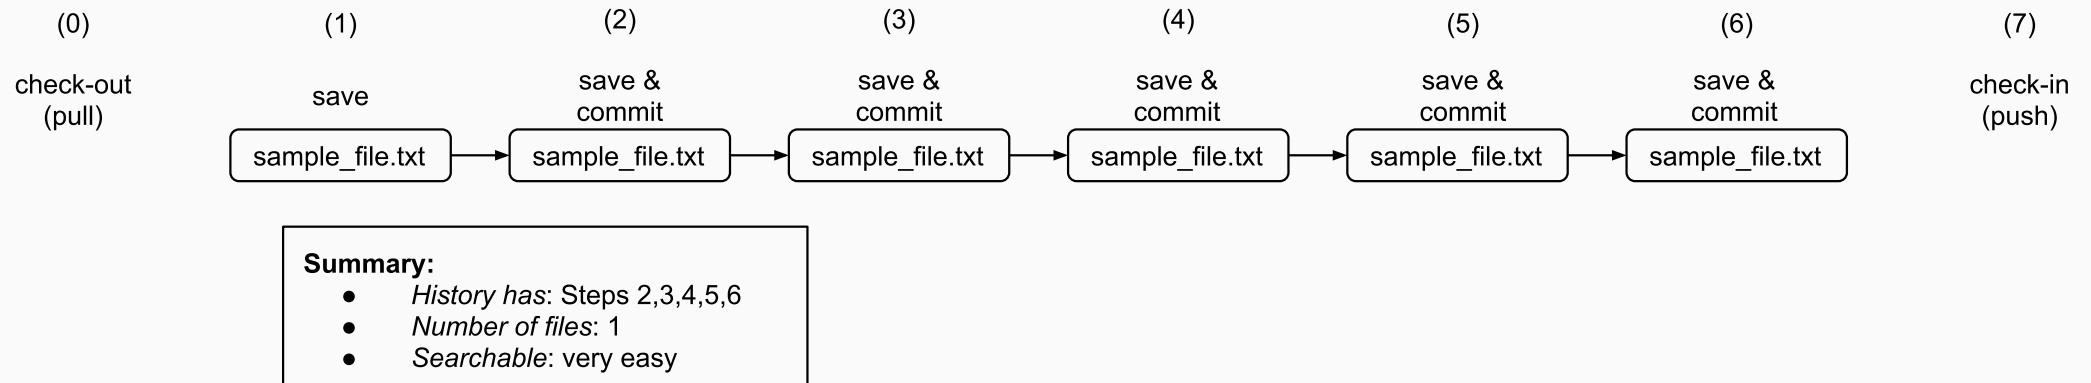 (0)
(1)
(2)
(3)
(4)
(5)
(6)
(7)
check-out
(pull)
save
save &
commit
save &
commit
save &
commit
save &
commit
save &
commit
check-in
(push)
sample_file.txt
sample_file.txt
sample_file.txt
sample_file.txt
sample_file.txt
sample_file.txt
Summary:
● History has: Steps 2,3,4,5,6
● Number of files: 1
● Searchable: very easy